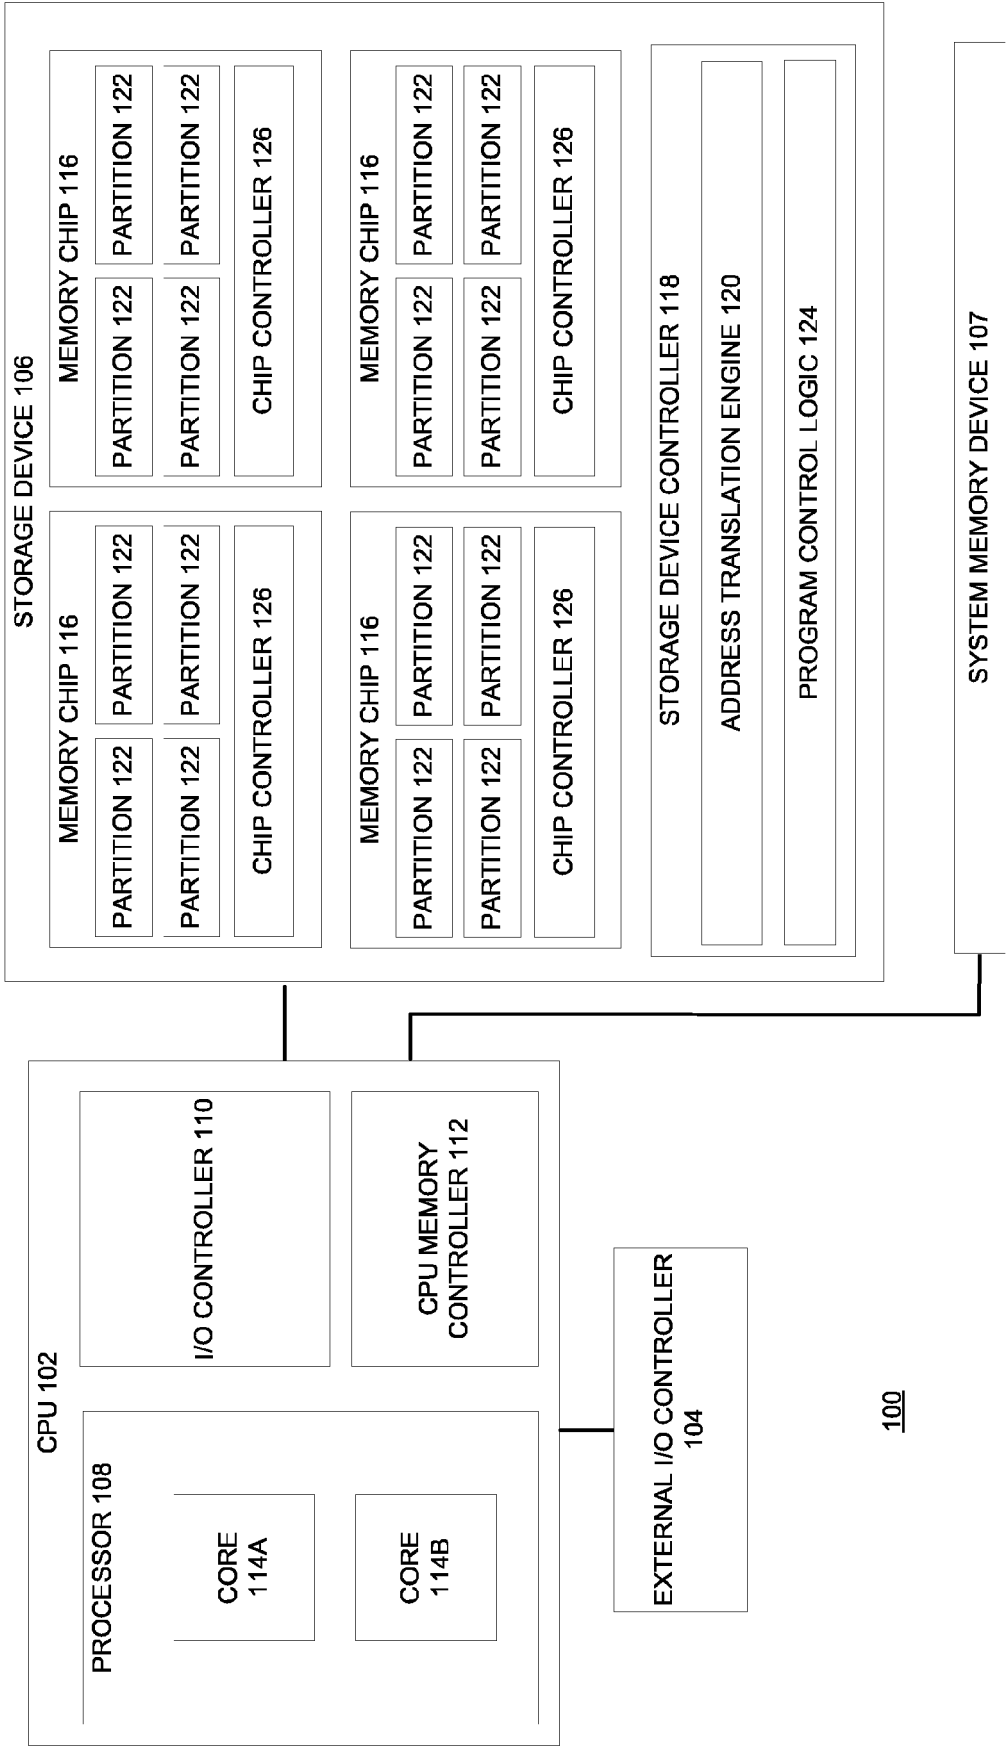 CPU 102
PROCESSOR 108
CORE
114A
CORE
114B
I/O CONTROLLER 110
CPU MEMORY
CONTROLLER 112
EXTERNAL I/O CONTROLLER
104
100
STORAGE DEVICE 106
MEMORY CHIP 116
PARTITION 122
PARTITION 122
PARTITION 122
PARTITION 122
CHIP CONTROLLER 126
MEMORY CHIP 116
PARTITION 122
PARTITION 122
PARTITION 122
PARTITION 122
CHIP CONTROLLER 126
MEMORY CHIP 116
PARTITION 122
PARTITION 122
PARTITION 122
PARTITION 122
CHIP CONTROLLER 126
MEMORY CHIP 116
PARTITION 122
PARTITION 122
PARTITION 122
PARTITION 122
CHIP CONTROLLER 126
STORAGE DEVICE CONTROLLER 118
ADDRESS TRANSLATION ENGINE 120
PROGRAM CONTROL LOGIC 124
SYSTEM MEMORY DEVICE 107